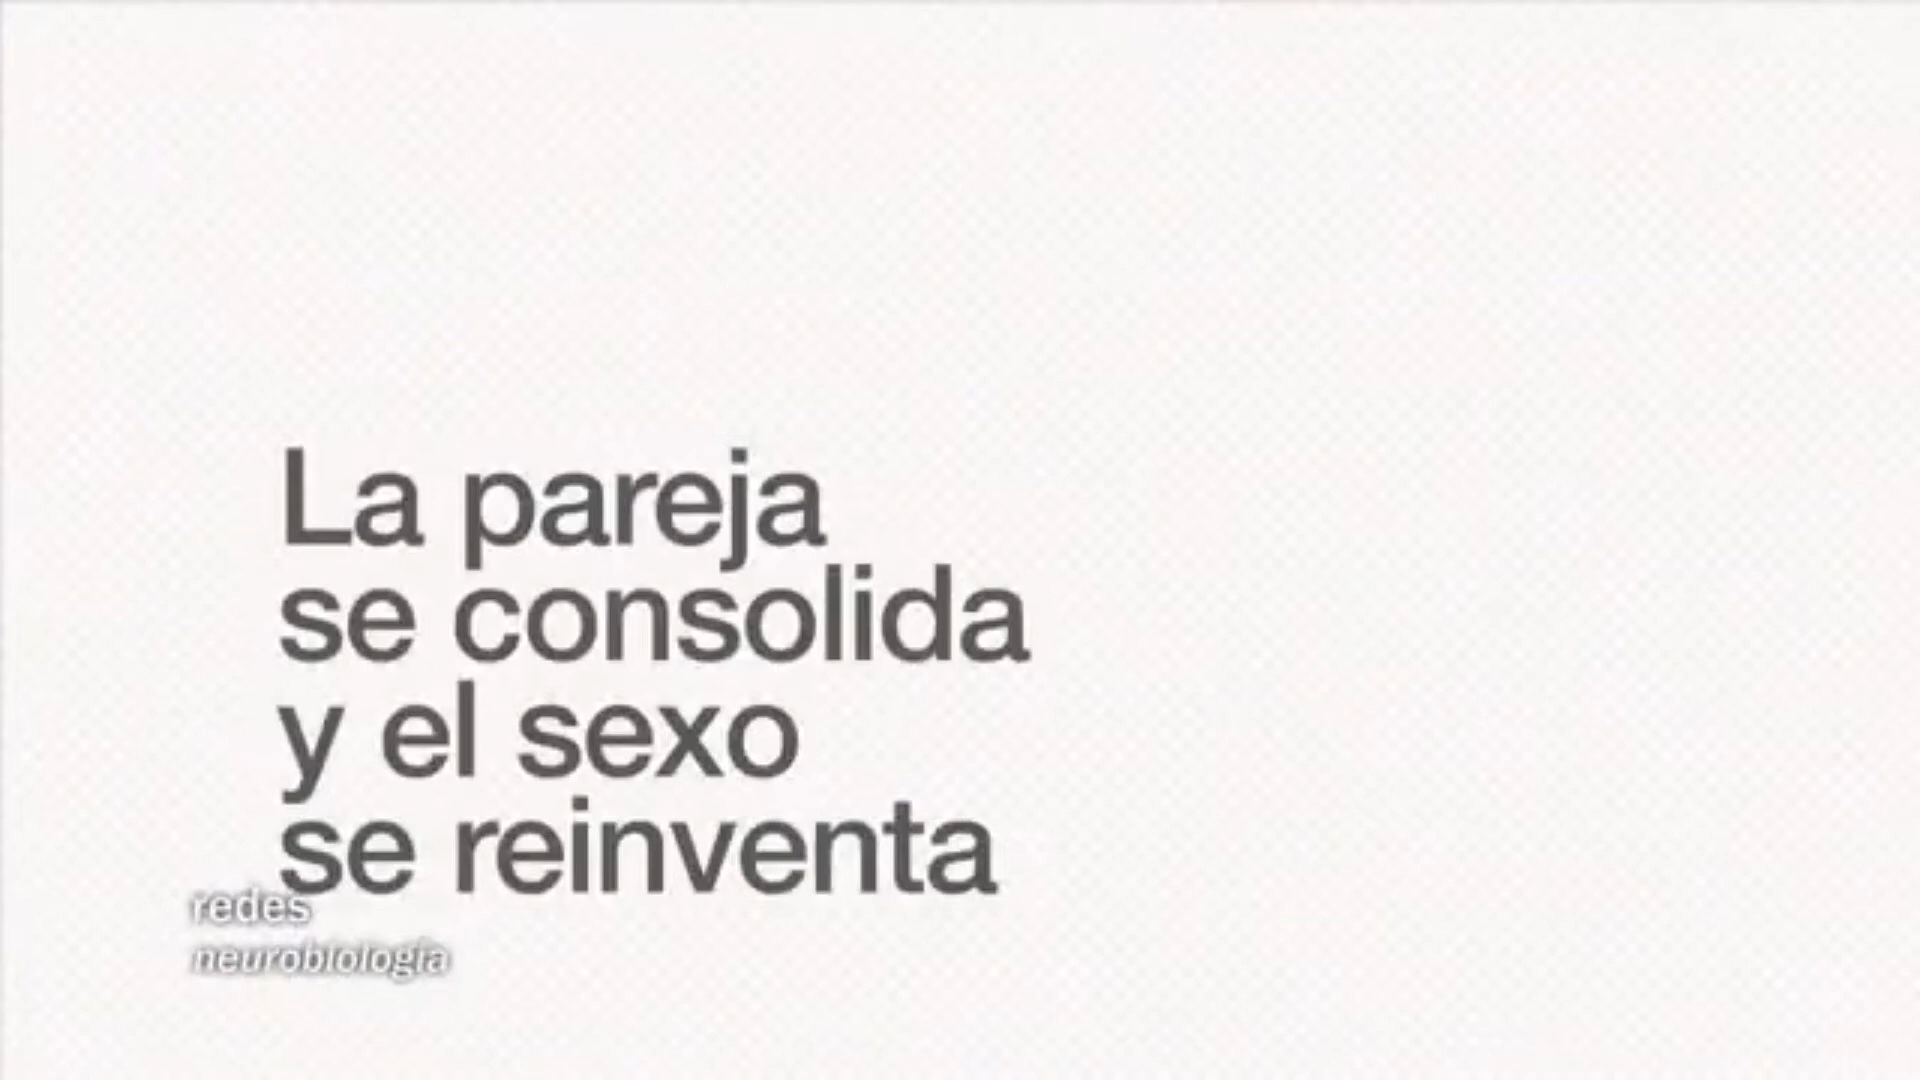 La pareja
se consolida
y el sexo
se reinventa
redes
neurobiología